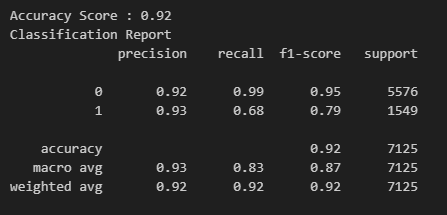 Accuracy Score : 0.92
Classification Report
precision recall f1-score support
0 0.92 0.99 0.95 5576
1 0.93 0.68 0.79 1549
accuracy 0.92 7125
macro avg 0.93 0.83 0.87 7125
weighted avg 0.92 0.92 0.92 7125